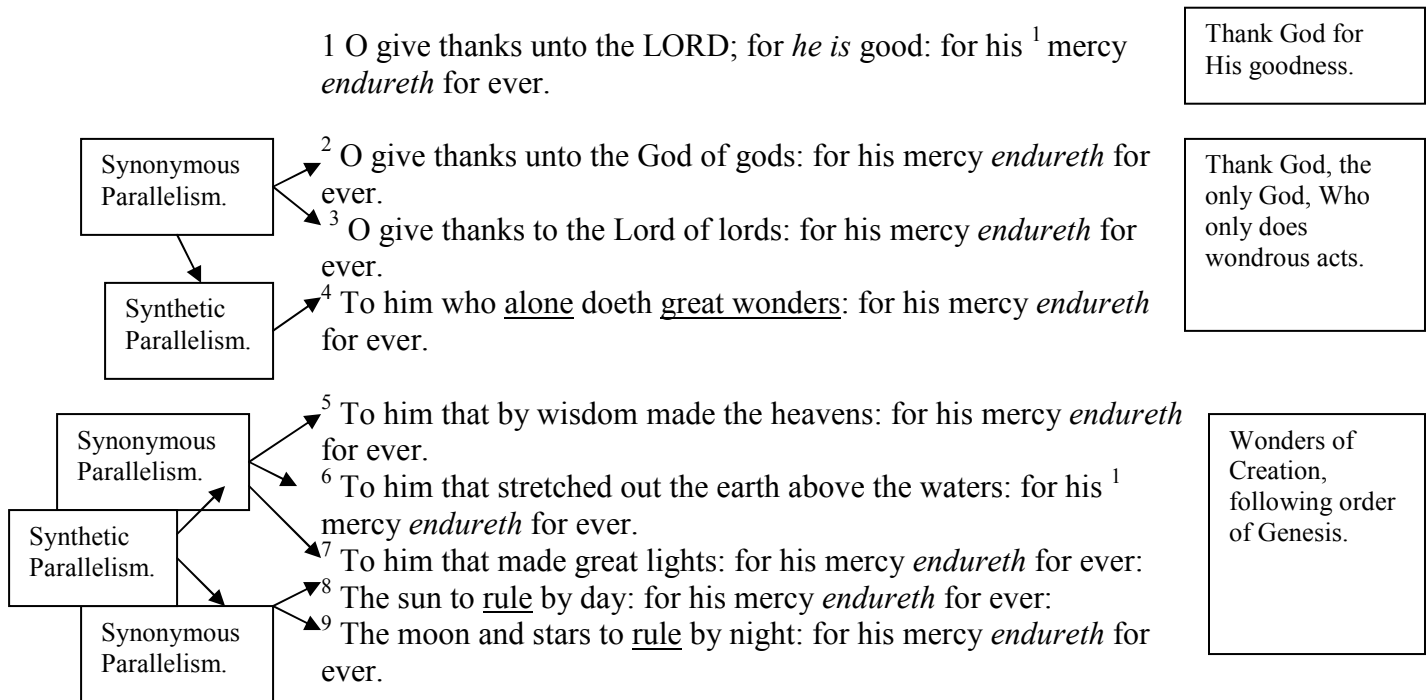 1 O give thanks unto the LORD; for he is good: for his 1 mercy
endureth for ever.
Thank God for
His goodness.
Synonymous
Parallelism.
2 O give thanks unto the God of gods: for his mercy endureth for
ever.
3 O give thanks to the Lord of lords: for his mercy endureth for
ever.
Thank God, the
only God, Who
only does
wondrous acts.
Synthetic
Parallelism.
4 To him who alone doeth great wonders: for his mercy endureth
for ever.
Synonymous
Parallelism.
5 To him that by wisdom made the heavens: for his mercy endureth
for ever.
6 To him that stretched out the earth above the waters: for his 1
mercy endureth for ever.
Wonders of
Creation,
following order
of Genesis.
Synthetic
Parallelism.
7 To him that made great lights: for his mercy endureth for ever:
8 The sun to rule by day: for his mercy endureth for ever:
Synonymous
Parallelism.
9 The moon and stars to rule by night: for his mercy endureth for
ever.